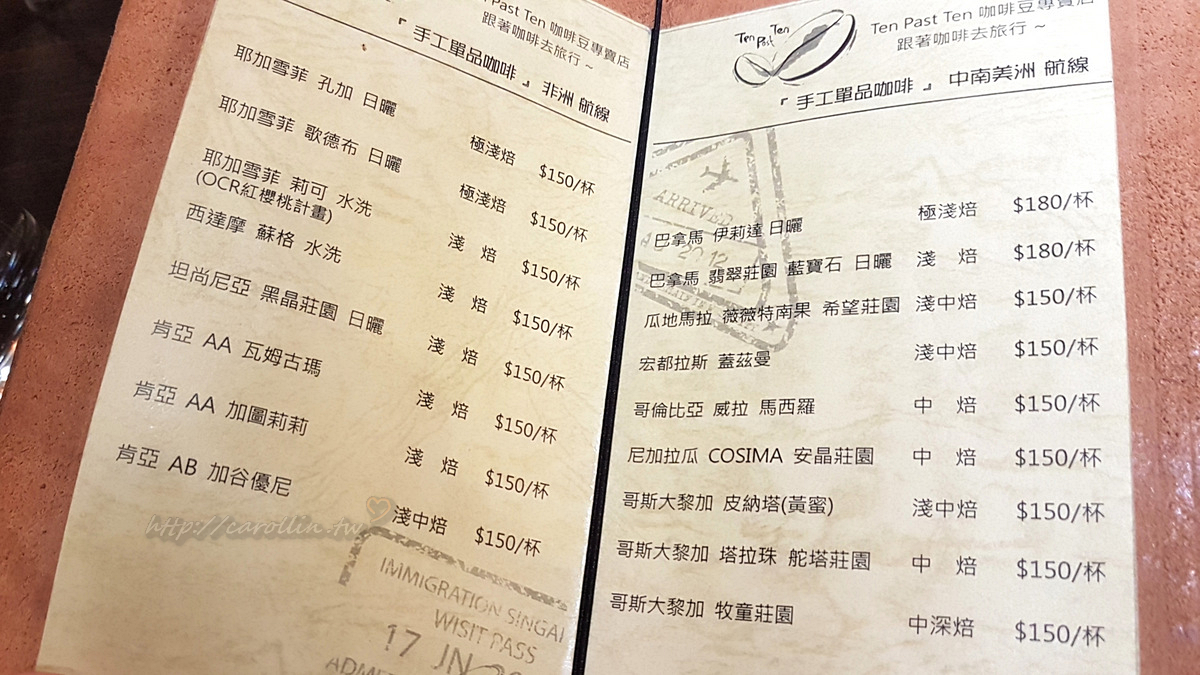 Past Ten 咖啡豆專賣店
跟著咖啡去旅行 ~
『 手工單品咖啡 』 非洲 航線
耶加雪菲 孔加 日曬 極淺焙 $150/杯
耶加雪菲 歌德布 日曬 極淺焙 $150/杯
耶加雪菲 莉可 水洗 淺 焙 $150/杯
(OCR紅櫻桃計畫)
西達摩 蘇格 水洗 淺 焙 $150/杯
坦尚尼亞 黑晶莊園 日曬 淺 焙 $150/杯
肯亞 AA 瓦姆古瑪 淺 焙 $150/杯
肯亞 AA 加圖莉莉 淺 焙 $150/杯
肯亞 AB 加谷優尼 淺中焙 $150/杯
http://carollin.tw
IMMIGRATION SINGA
WISIT PASS
17 JN
Ten Past Ten
Ten Past Ten 咖啡豆專賣店
跟著咖啡去旅行 ~
『 手工單品咖啡 』 中南美洲 航線
ARRIVED
2012
巴拿馬 伊莉達 日曬 極淺焙 $180/杯
巴拿馬 翡翠莊園 藍寶石 日曬 淺 焙 $180/杯
瓜地馬拉 薇薇特南果 希望莊園 淺中焙 $150/杯
宏都拉斯 蓋茲曼 淺中焙 $150/杯
哥倫比亞 威拉 馬西羅 中 焙 $150/杯
尼加拉瓜 COSIMA 安晶莊園 中 焙 $150/杯
哥斯大黎加 皮納塔(黃蜜) 淺中焙 $150/杯
哥斯大黎加 塔拉珠 舵塔莊園 中 焙 $150/杯
哥斯大黎加 牧童莊園 中深焙 $150/杯